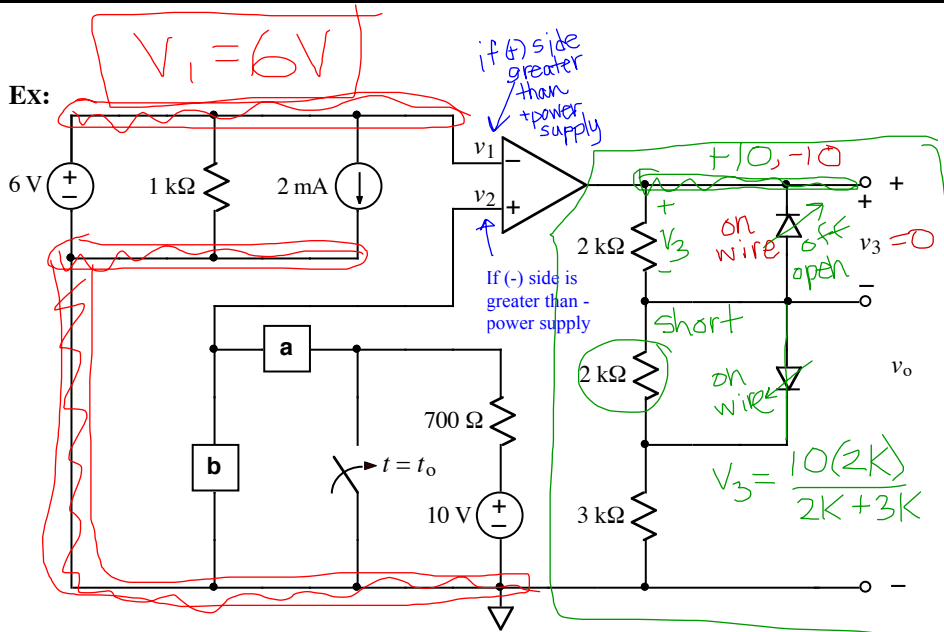 V₁ = 6V
Ex:
if (+) side
greater
than
+power
supply
6 V
+
−
1 kΩ
2 mA
v₁
−
v₂
+
If (-) side is
greater than -
power supply
+10, -10
+
V₃
−
2 kΩ
on
wire
off
open
+
+
v₃ = 0
−
short
2 kΩ
on
wire
vₒ
a
b
700 Ω
t = tₒ
10 V
+
−
3 kΩ
V₃ = 10(2K)
2K + 3K
−